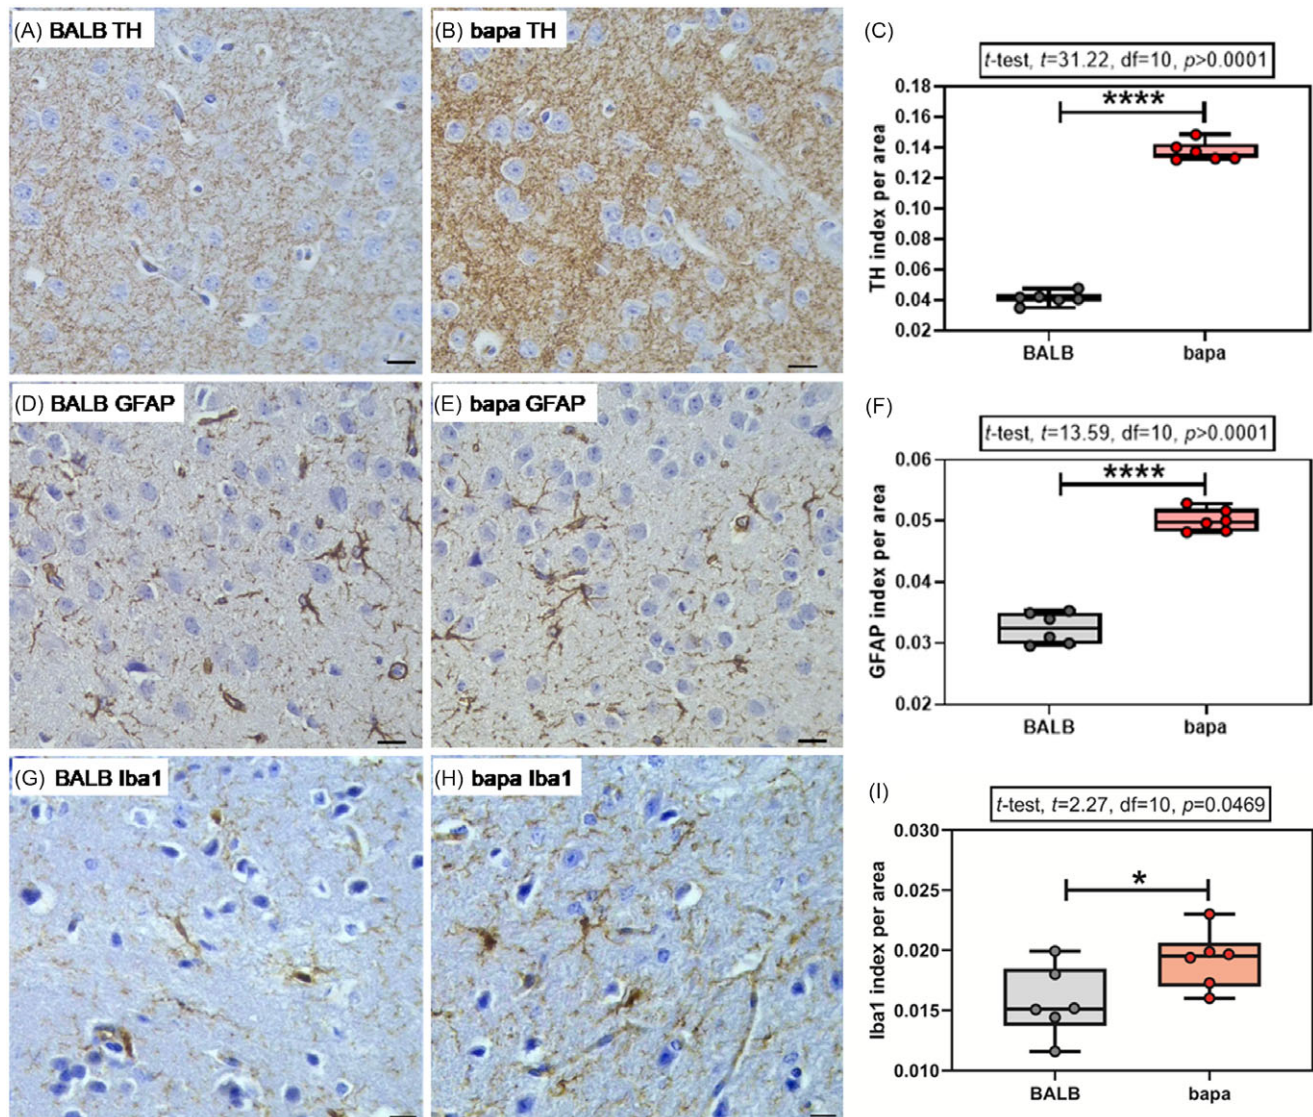 (A) BALB TH
(B) bapa TH
(C)
t-test, t=31.22, df=10, p>0.0001
****
TH index per area
0.18
0.16
0.14
0.12
0.10
0.08
0.06
0.04
0.02
BALB
bapa
(D) BALB GFAP
(E) bapa GFAP
(F)
t-test, t=13.59, df=10, p>0.0001
****
GFAP index per area
0.06
0.05
0.04
0.03
0.02
BALB
bapa
(G) BALB Iba1
(H) bapa Iba1
(I)
t-test, t=2.27, df=10, p=0.0469
*
Iba1 index per area
0.030
0.025
0.020
0.015
0.010
BALB
bapa